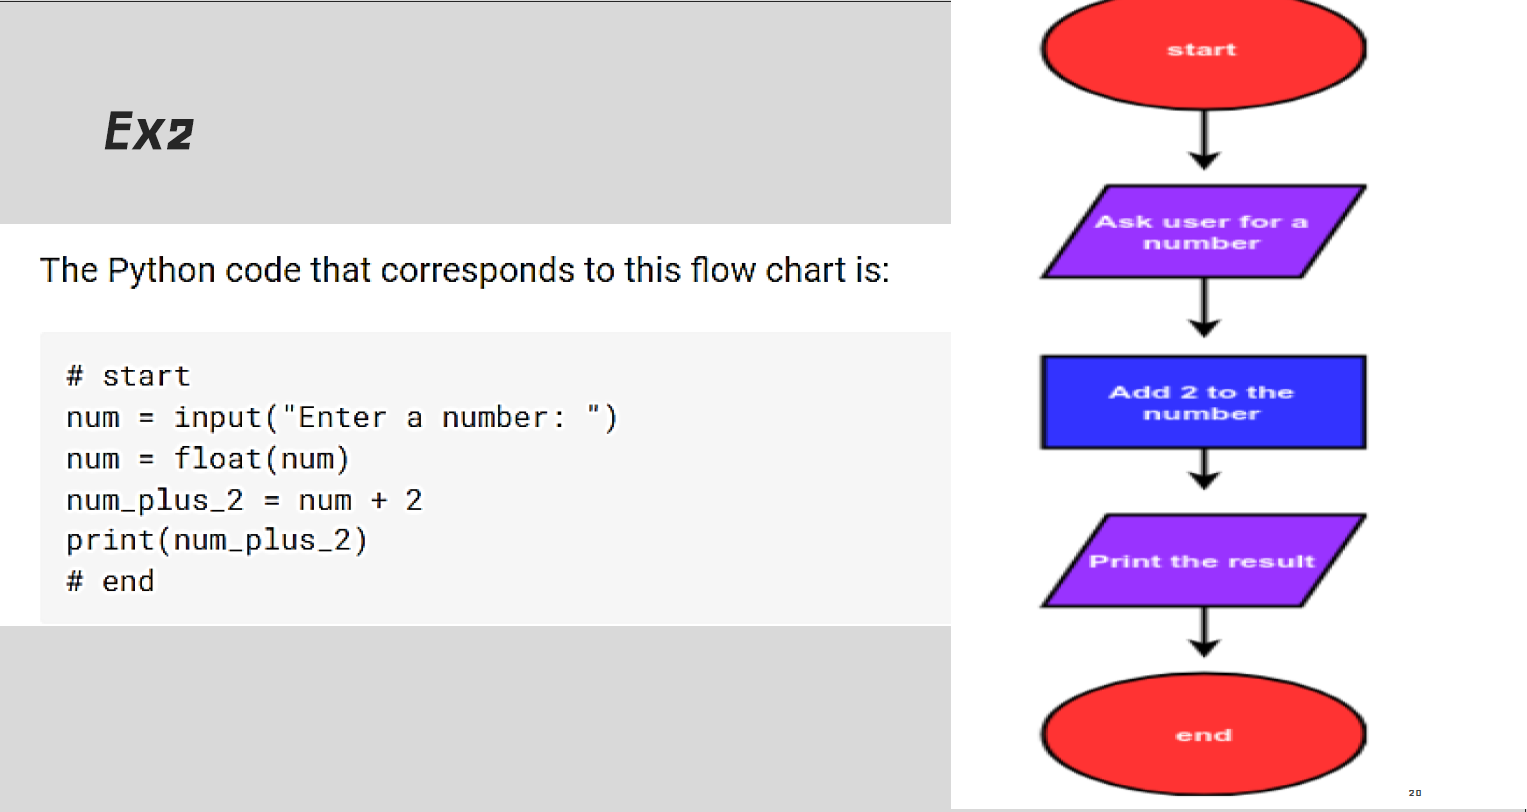 Ex2
The Python code that corresponds to this flow chart is:
# start
num = input("Enter a number: ")
num = float(num)
num_plus_2 = num + 2
print(num_plus_2)
# end
start
Ask user for a
number
Add 2 to the
number
Print the result
end
20